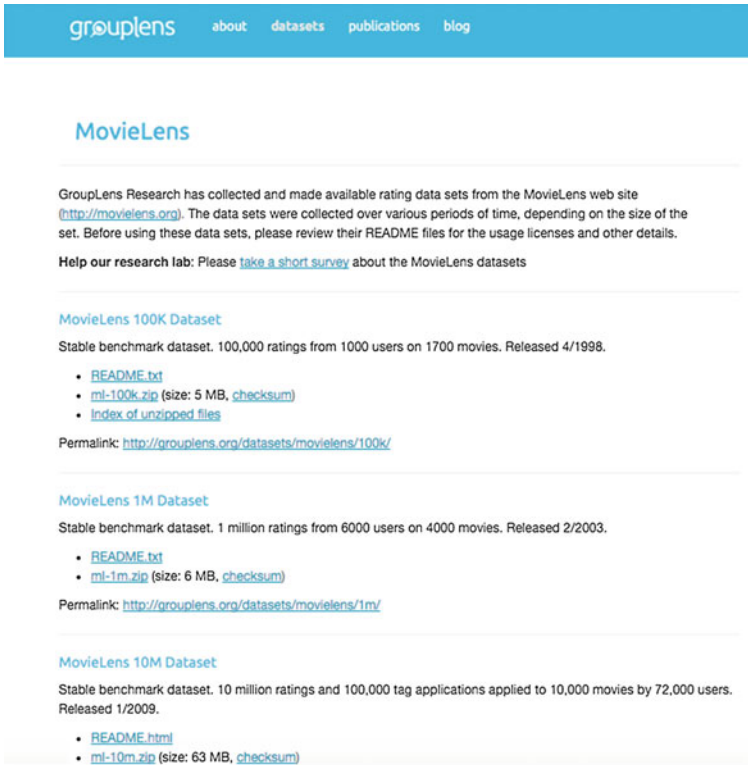 grouplens about datasets publications blog
MovieLens
GroupLens Research has collected and made available rating data sets from the MovieLens web site
(http://movielens.org). The data sets were collected over various periods of time, depending on the size of the
set. Before using these data sets, please review their README files for the usage licenses and other details.
Help our research lab: Please take a short survey about the MovieLens datasets
MovieLens 100K Dataset
Stable benchmark dataset. 100,000 ratings from 1000 users on 1700 movies. Released 4/1998.
• README.txt
• ml-100k.zip (size: 5 MB, checksum)
• Index of unzipped files
Permalink: http://grouplens.org/datasets/movielens/100k/
MovieLens 1M Dataset
Stable benchmark dataset. 1 million ratings from 6000 users on 4000 movies. Released 2/2003.
• README.txt
• ml-1m.zip (size: 6 MB, checksum)
Permalink: http://grouplens.org/datasets/movielens/1m/
MovieLens 10M Dataset
Stable benchmark dataset. 10 million ratings and 100,000 tag applications applied to 10,000 movies by 72,000 users.
Released 1/2009.
• README.html
• ml-10m.zip (size: 63 MB, checksum)